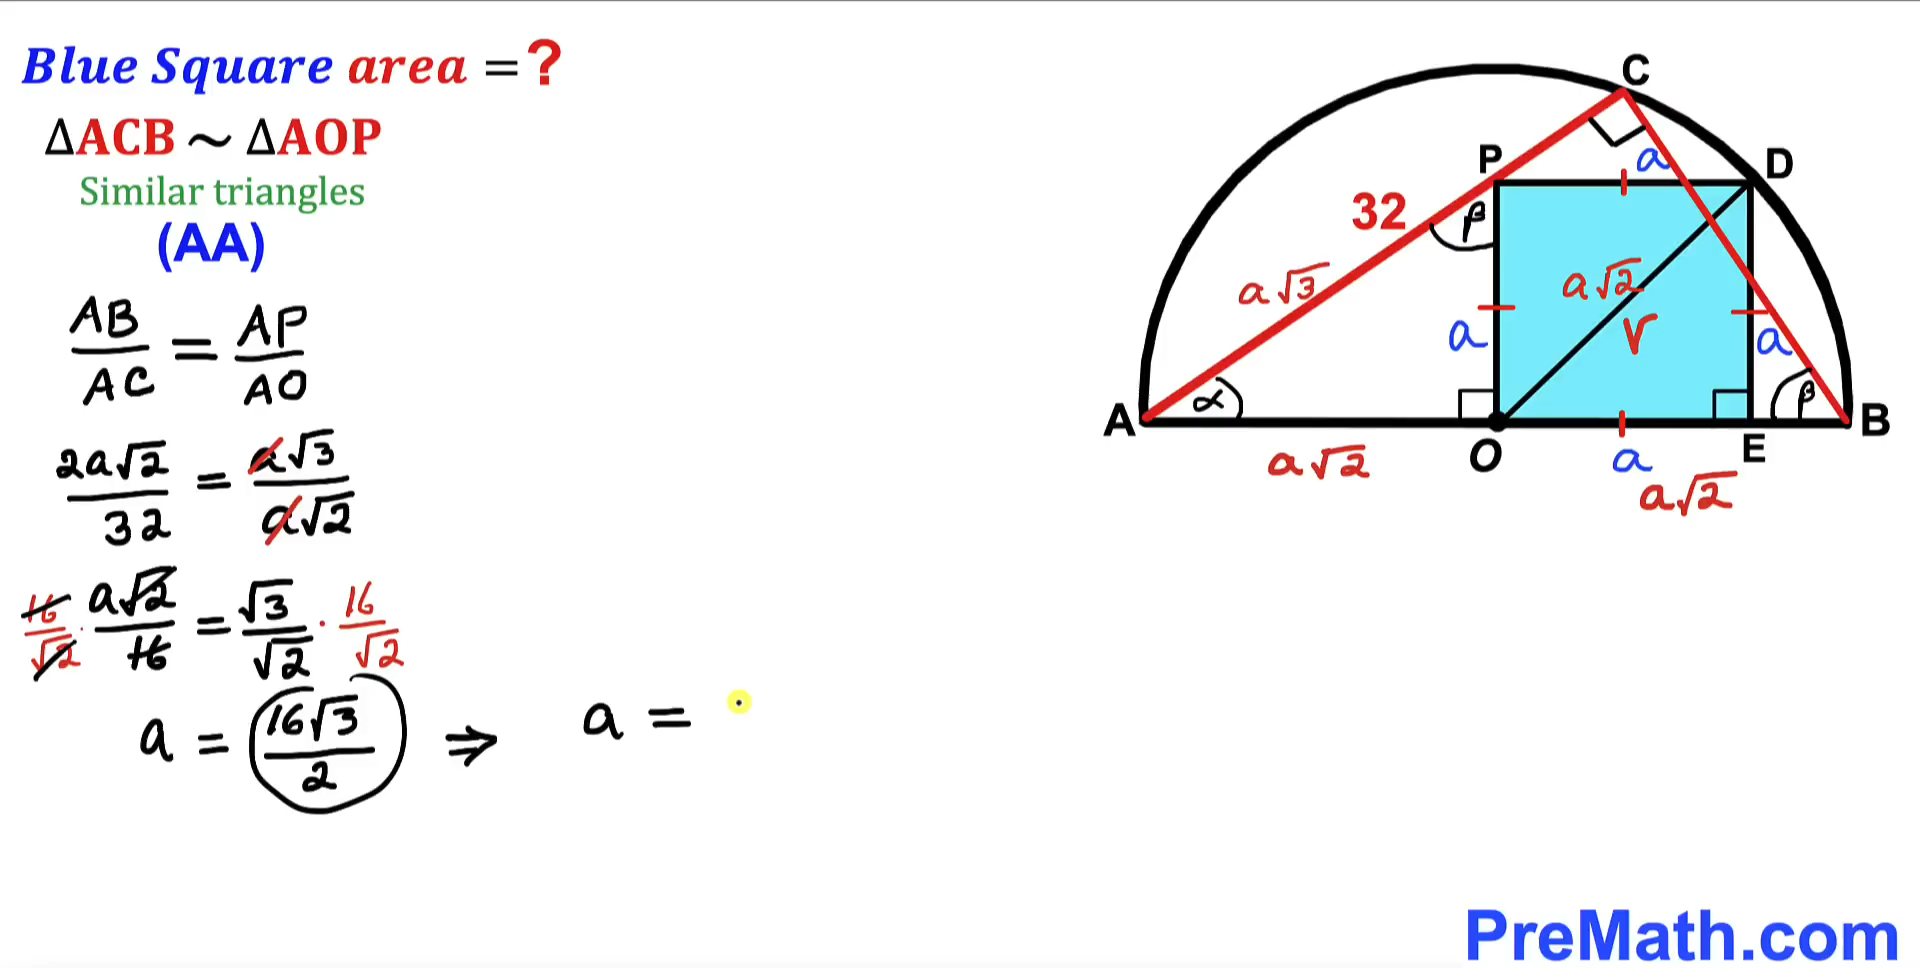 Blue Square area = ?
ΔACB ~ ΔAOP
Similar triangles
(AA)
AB/AC = AP/AO
2a√2/32 = a√3/a√2
16/√2 · a√2/16 = √3/√2 · 16/√2
a = 16√3/2 ⇒ a =
C
P
a
D
32
β
a√3
a√2
a
r
a
A
α
β
B
a√2
O
a
E
a√2
PreMath.com